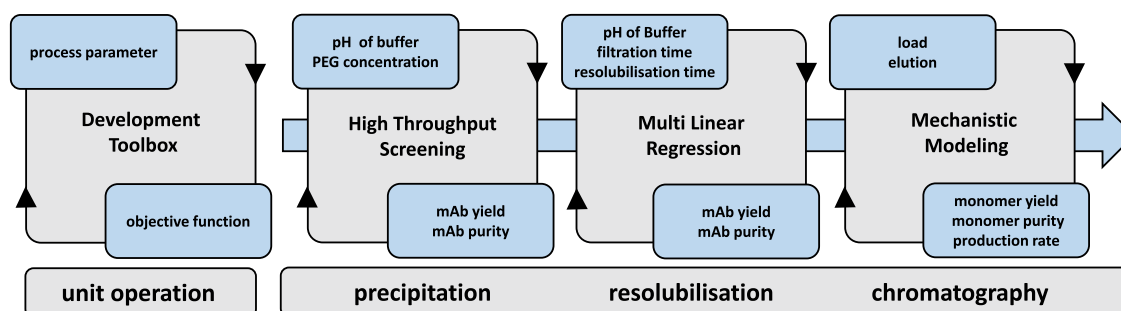 process parameter
Development
Toolbox
objective function
unit operation
pH of buffer
PEG concentration
High Throughput
Screening
mAb yield
mAb purity
precipitation
pH of Buffer
filtration time
resolubilisation time
Multi Linear
Regression
mAb yield
mAb purity
resolubilisation
load
elution
Mechanistic
Modeling
monomer yield
monomer purity
production rate
chromatography